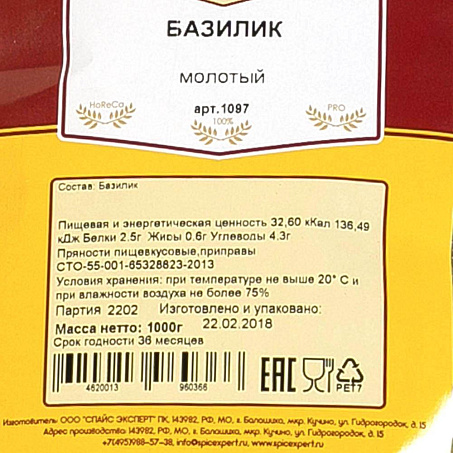 БАЗИЛИК
МОЛОТЫЙ
арт.1097
HoReCa
100%
PRO
Состав: Базилик
Пищевая и энергетическая ценность 32,60 кКал 136,49
кДж Белки 2.5г Жиры 0.6г Углеводы 4.3г
Пряности пищевкусовые,приправы
СТО-55-001-65328823-2013
Условия хранения: при температуре не выше 20° С и
при влажности воздуха не более 75%
Партия 2202 Изготовлено и упаковано:
Масса нетто: 1000г 22.02.2018
Срок годности 36 месяцев
4620013 960366
EAC
PET7
Изготовитель ООО "СПАЙС ЭКСПЕРТ" ПК, 143982, РФ, МО, г. Балашиха, мкр. Кучино, ул. Гидрогородок, д. 15
Адрес производства: 143982, РФ, МО, г. Балашиха, мкр. Кучино, ул. Гидрогородок, д.15
+7(495)988-57-38, info@spicexpert.ru, www.spicexpert.ru